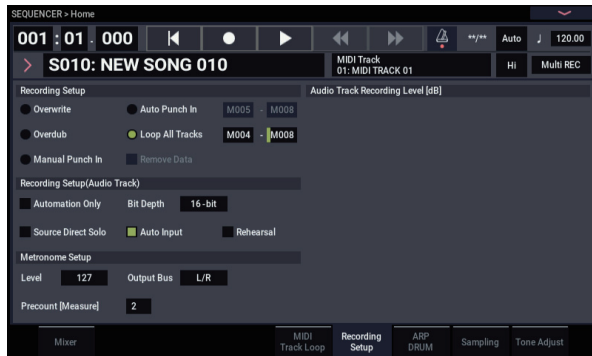 SEQUENCER > Home
001 : 01 . 000 **/** Auto ♩ 120.00
S010: NEW SONG 010 MIDI Track 01: MIDI TRACK 01 Hi Multi REC
Recording Setup Audio Track Recording Level [dB]
Overwrite Auto Punch In M005 - M008
Overdub Loop All Tracks M004 - M008
Manual Punch In Remove Data
Recording Setup(Audio Track)
Automation Only Bit Depth 16-bit
Source Direct Solo Auto Input Rehearsal
Metronome Setup
Level 127 Output Bus L/R
Precount [Measure] 2
Mixer MIDI Track Loop Recording Setup ARP DRUM Sampling Tone Adjust